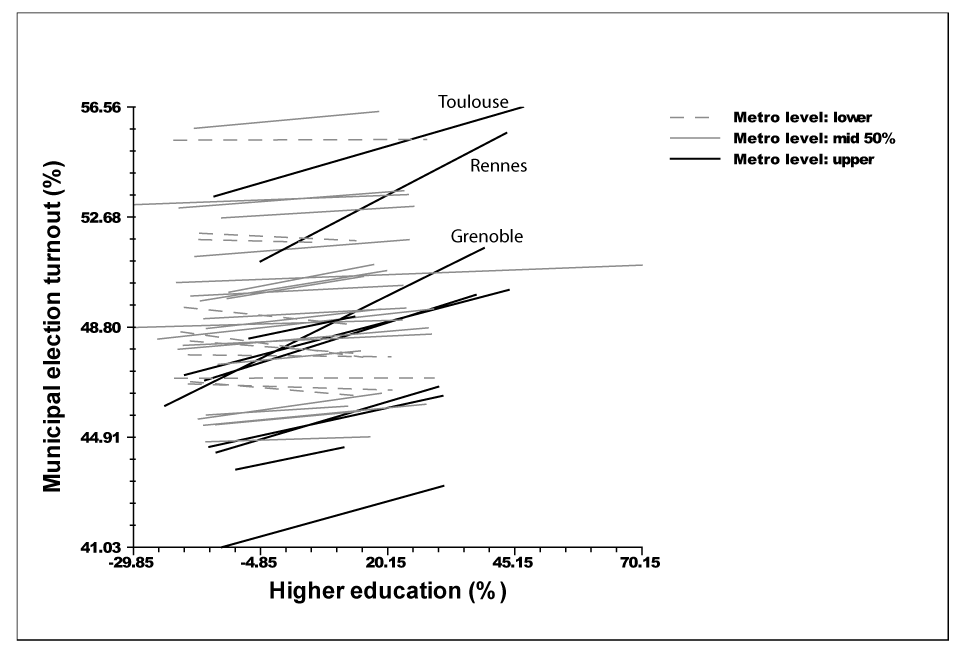 56.56
52.68
48.80
44.91
41.03
Municipal election turnout (%)
-29.85
-4.85
20.15
45.15
70.15
Higher education (%)
Toulouse
Rennes
Grenoble
Metro level: lower
Metro level: mid 50%
Metro level: upper